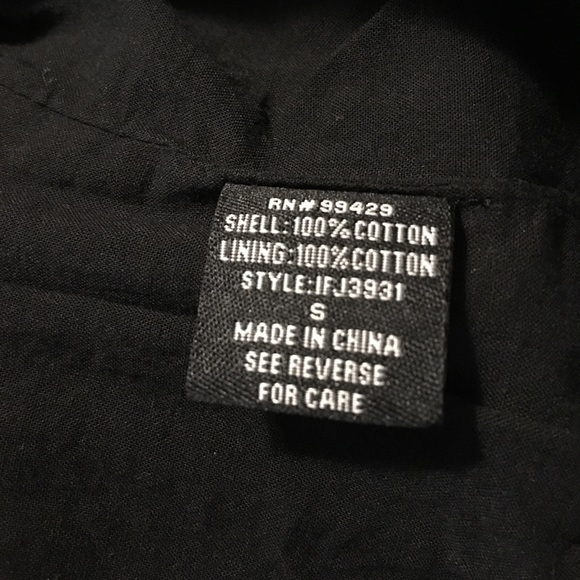 RN#99429
SHELL:100%COTTON
LINING:100%COTTON
STYLE:IFJ3931
S
MADE IN CHINA
SEE REVERSE
FOR CARE